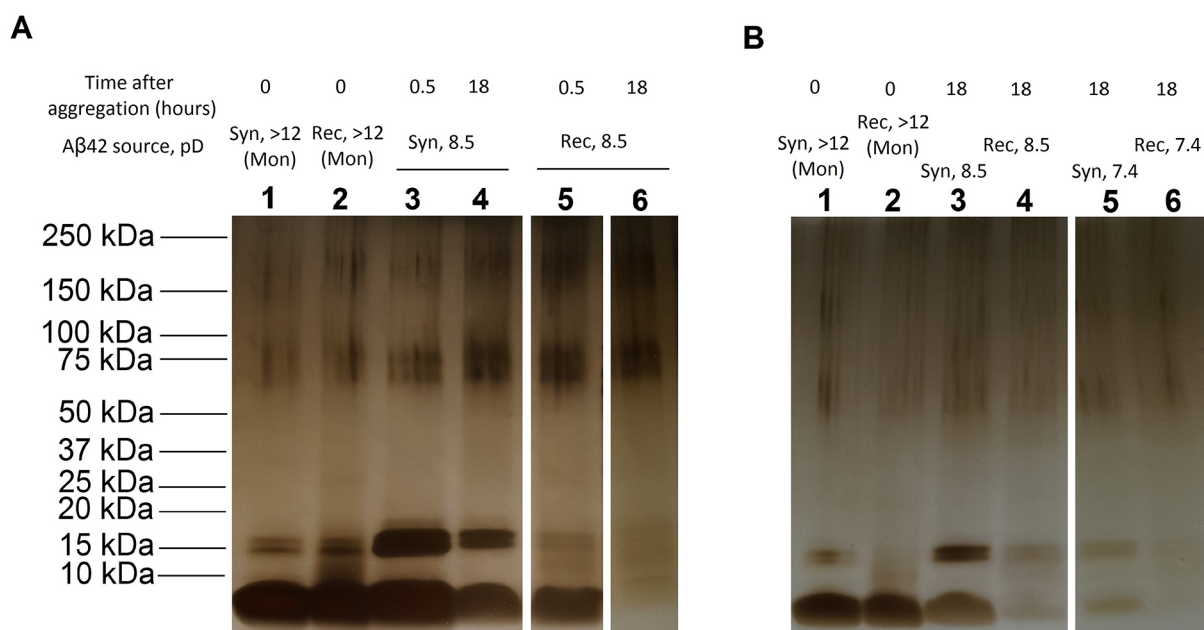 A
B
Time after
aggregation (hours)
0 0 0.5 18 0.5 18
Aβ42 source, pD
Syn, >12
(Mon)
Rec, >12
(Mon)
Syn, 8.5
Rec, 8.5
1 2 3 4 5 6
250 kDa
150 kDa
100 kDa
75 kDa
50 kDa
37 kDa
25 kDa
20 kDa
15 kDa
10 kDa
0 0 18 18 18 18
Syn, >12
(Mon)
Rec, >12
(Mon)
Syn, 8.5
Rec, 8.5
Syn, 7.4
Rec, 7.4
1 2 3 4 5 6